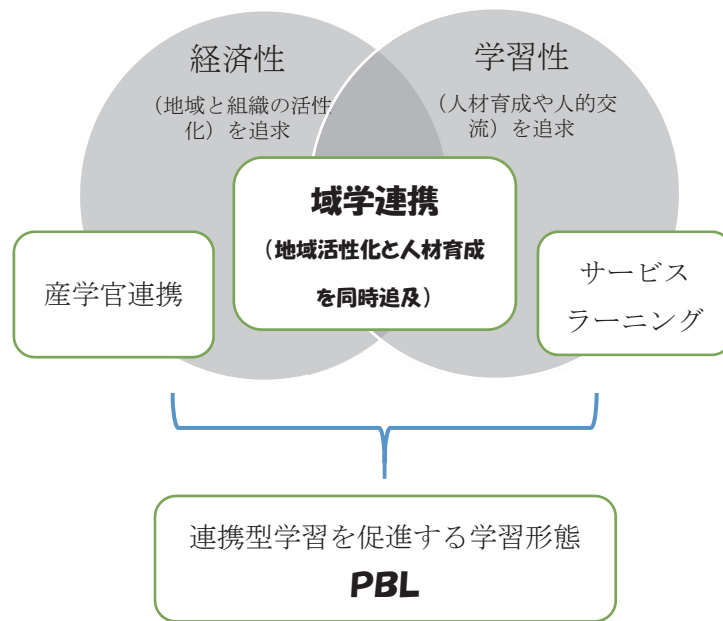 経済性
(地域と組織の活性
化)を追求
学習性
(人材育成や人的交
流)を追求
域学連携
(地域活性化と人材育成
を同時追及)
産学官連携
サービス
ラーニング
連携型学習を促進する学習形態
PBL